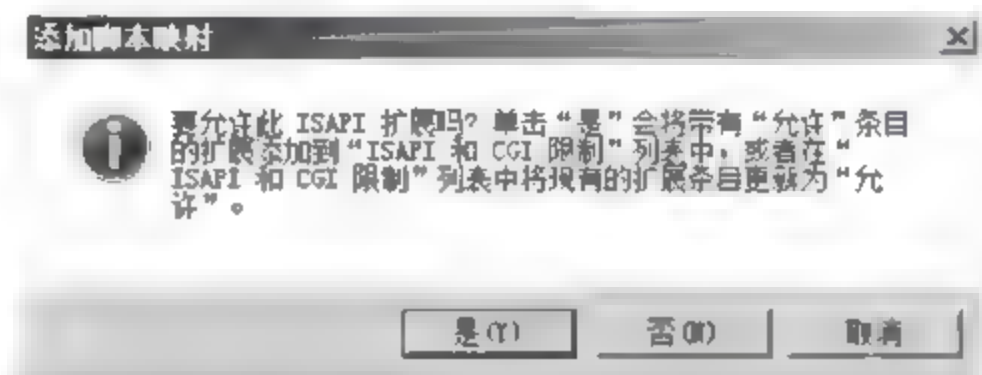 添加脚本映射
要允许此 ISAPI 扩展吗? 单击“是”会将带有“允许”条目
的扩展添加到“ISAPI 和 CGI 限制”列表中，或者在“
ISAPI 和 CGI 限制”列表中将现有的扩展条目更新为“允
许”。
是(Y)
否(N)
取消